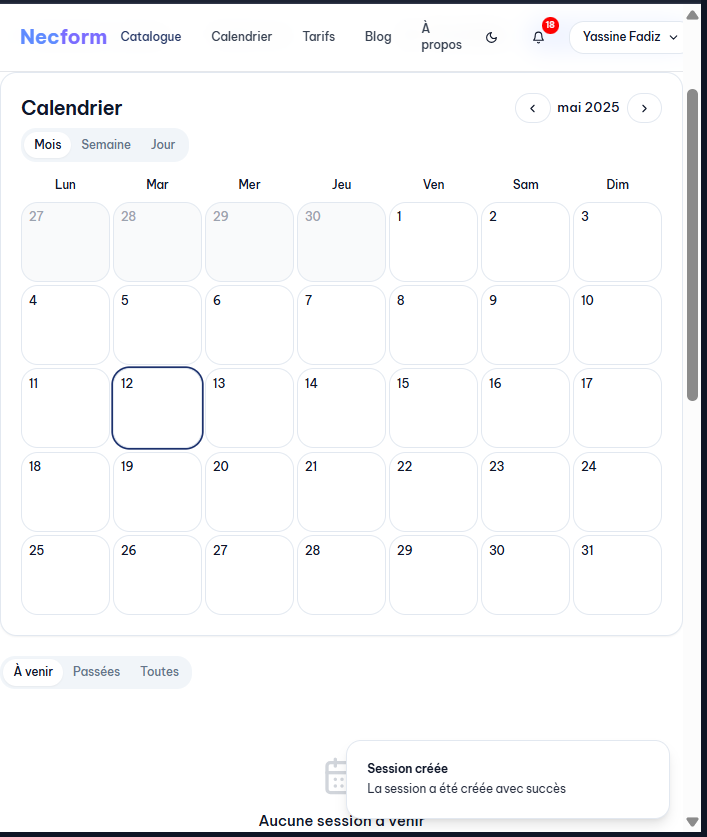 Necform Catalogue Calendrier Tarifs Blog À propos 18 Yassine Fadiz
Calendrier mai 2025
Mois Semaine Jour
Lun Mar Mer Jeu Ven Sam Dim
27 28 29 30 1 2 3
4 5 6 7 8 9 10
11 12 13 14 15 16 17
18 19 20 21 22 23 24
25 26 27 28 29 30 31
À venir Passées Toutes
Session créée
La session a été créée avec succès
Aucune session à venir